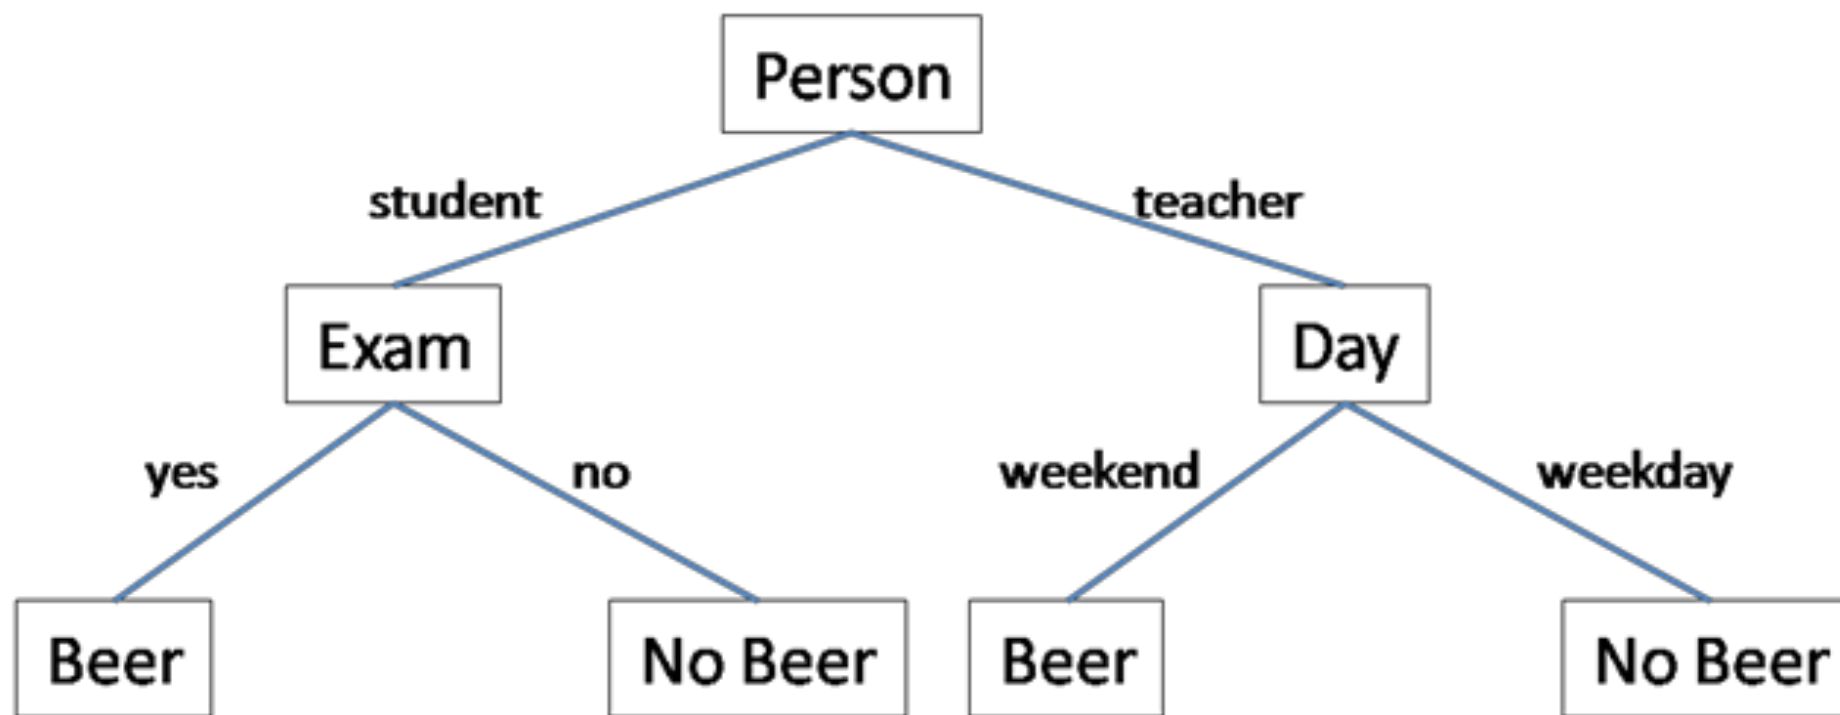 Person
student
teacher
Exam
Day
yes
no
weekend
weekday
Beer
No Beer
Beer
No Beer